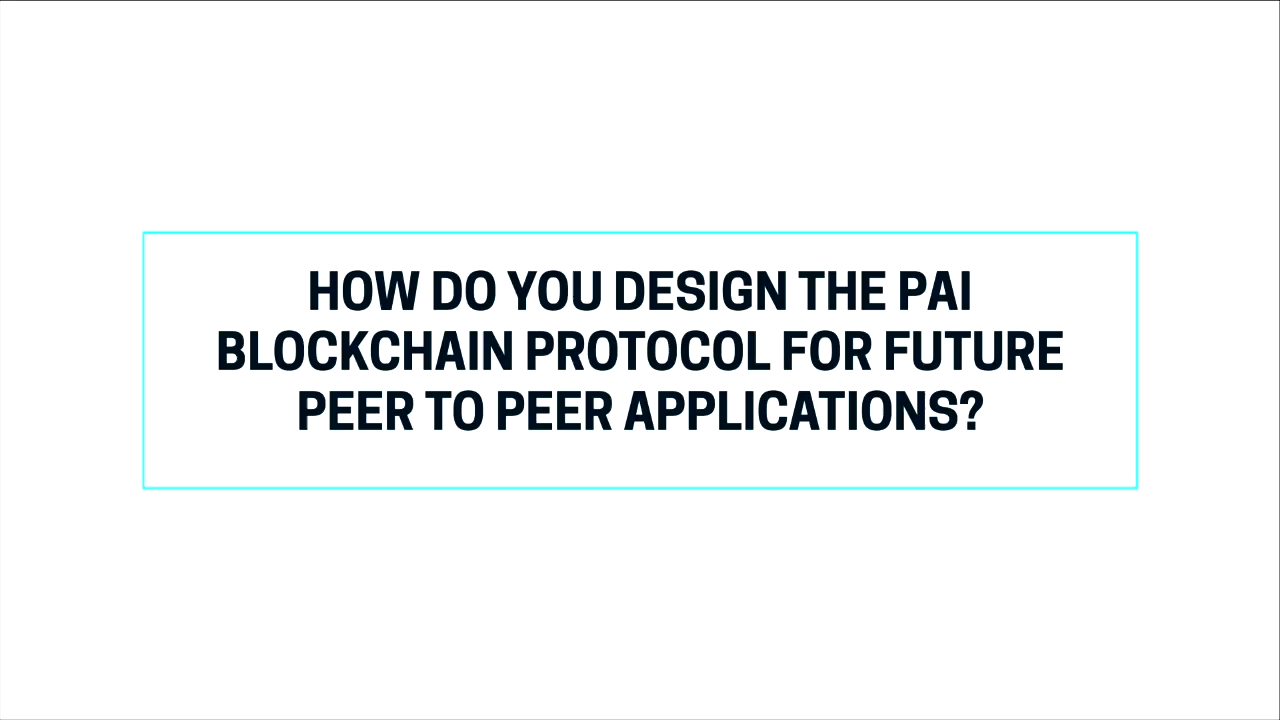 HOW DO YOU DESIGN THE PAI
BLOCKCHAIN PROTOCOL FOR FUTURE
PEER TO PEER APPLICATIONS?